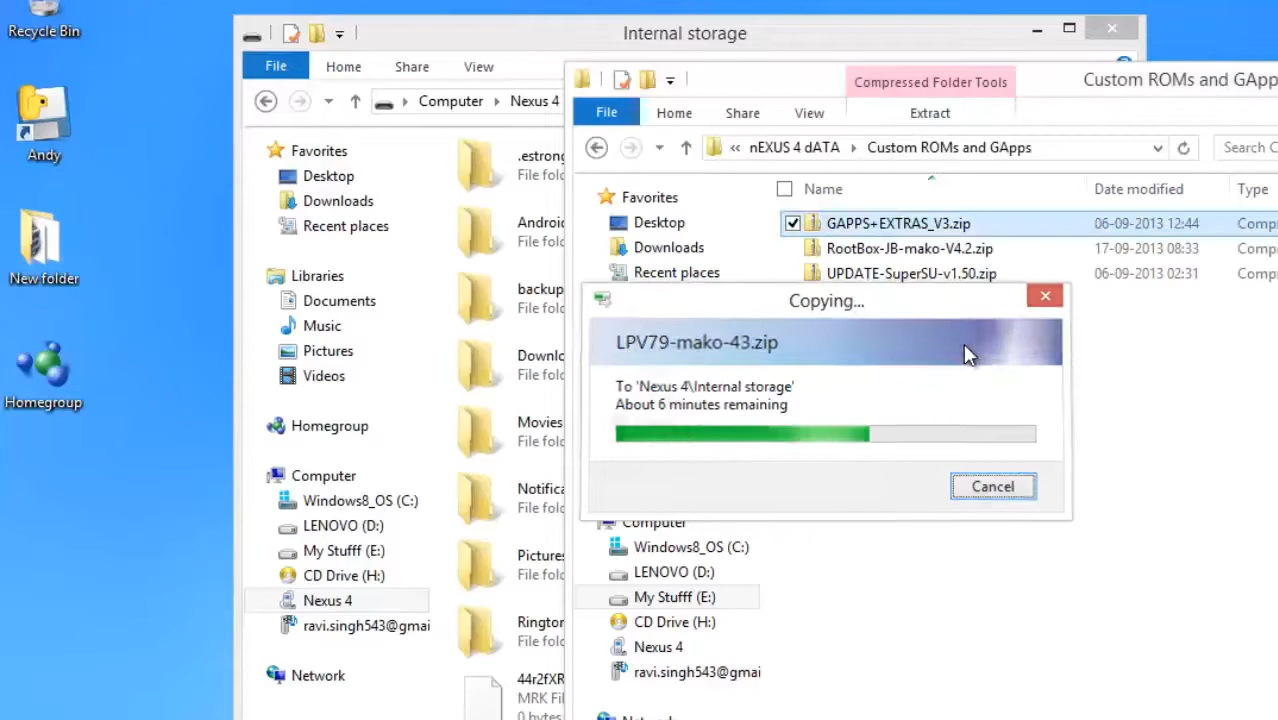 Recycle Bin
Andy
New folder
Homegroup
Internal storage
File
Home
Share
View
Computer
Nexus 4
Favorites
Desktop
Downloads
Recent places
Libraries
Documents
Music
Pictures
Videos
Homegroup
Computer
Windows8_OS (C:)
LENOVO (D:)
My Stufff (E:)
CD Drive (H:)
Nexus 4
ravi.singh543@gmai
Network
.estrong
File fold
Android
File fold
backup
File fold
Downlo
File fold
Movies
File fold
Notifica
File fold
Pictures
File fold
Rington
File fold
44r2fXR
MRK Fil
0 bytes
Compressed Folder Tools
Custom ROMs and GApp
File
Home
Share
View
Extract
nEXUS 4 dATA
Custom ROMs and GApps
Search C
Name
Date modified
Type
GAPPS+EXTRAS_V3.zip
06-09-2013 12:44
Compr
RootBox-JB-mako-V4.2.zip
17-09-2013 08:33
Compr
UPDATE-SuperSU-v1.50.zip
06-09-2013 02:31
Compr
Favorites
Desktop
Downloads
Recent places
Copying...
LPV79-mako-43.zip
To 'Nexus 4\Internal storage'
About 6 minutes remaining
Cancel
Computer
Windows8_OS (C:)
LENOVO (D:)
My Stufff (E:)
CD Drive (H:)
Nexus 4
ravi.singh543@gmai